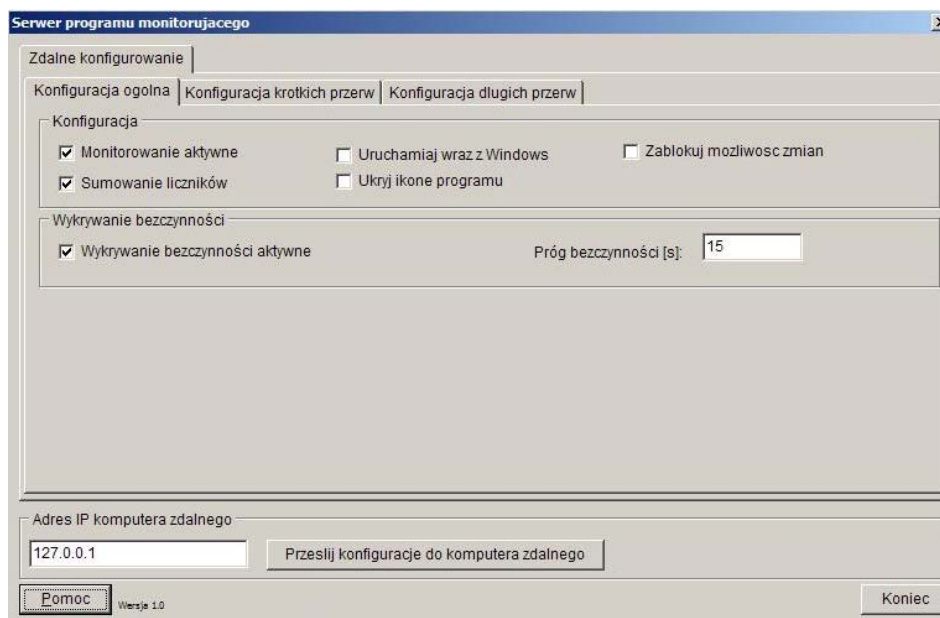 Serwer programu monitorujacego
Zdalne konfigurowanie
Konfiguracja ogolna Konfiguracja krotkich przerw Konfiguracja dlugich przerw
Konfiguracja
Monitorowanie aktywne Uruchamiaj wraz z Windows Zablokuj mozliwosc zmian
Sumowanie liczników Ukryj ikone programu
Wykrywanie bezczynności
Wykrywanie bezczynności aktywne Próg bezczynności [s]: 15
Adres IP komputera zdalnego
127.0.0.1 Przeslij konfiguracje do komputera zdalnego
Pomoc Wersja 1.0 Koniec